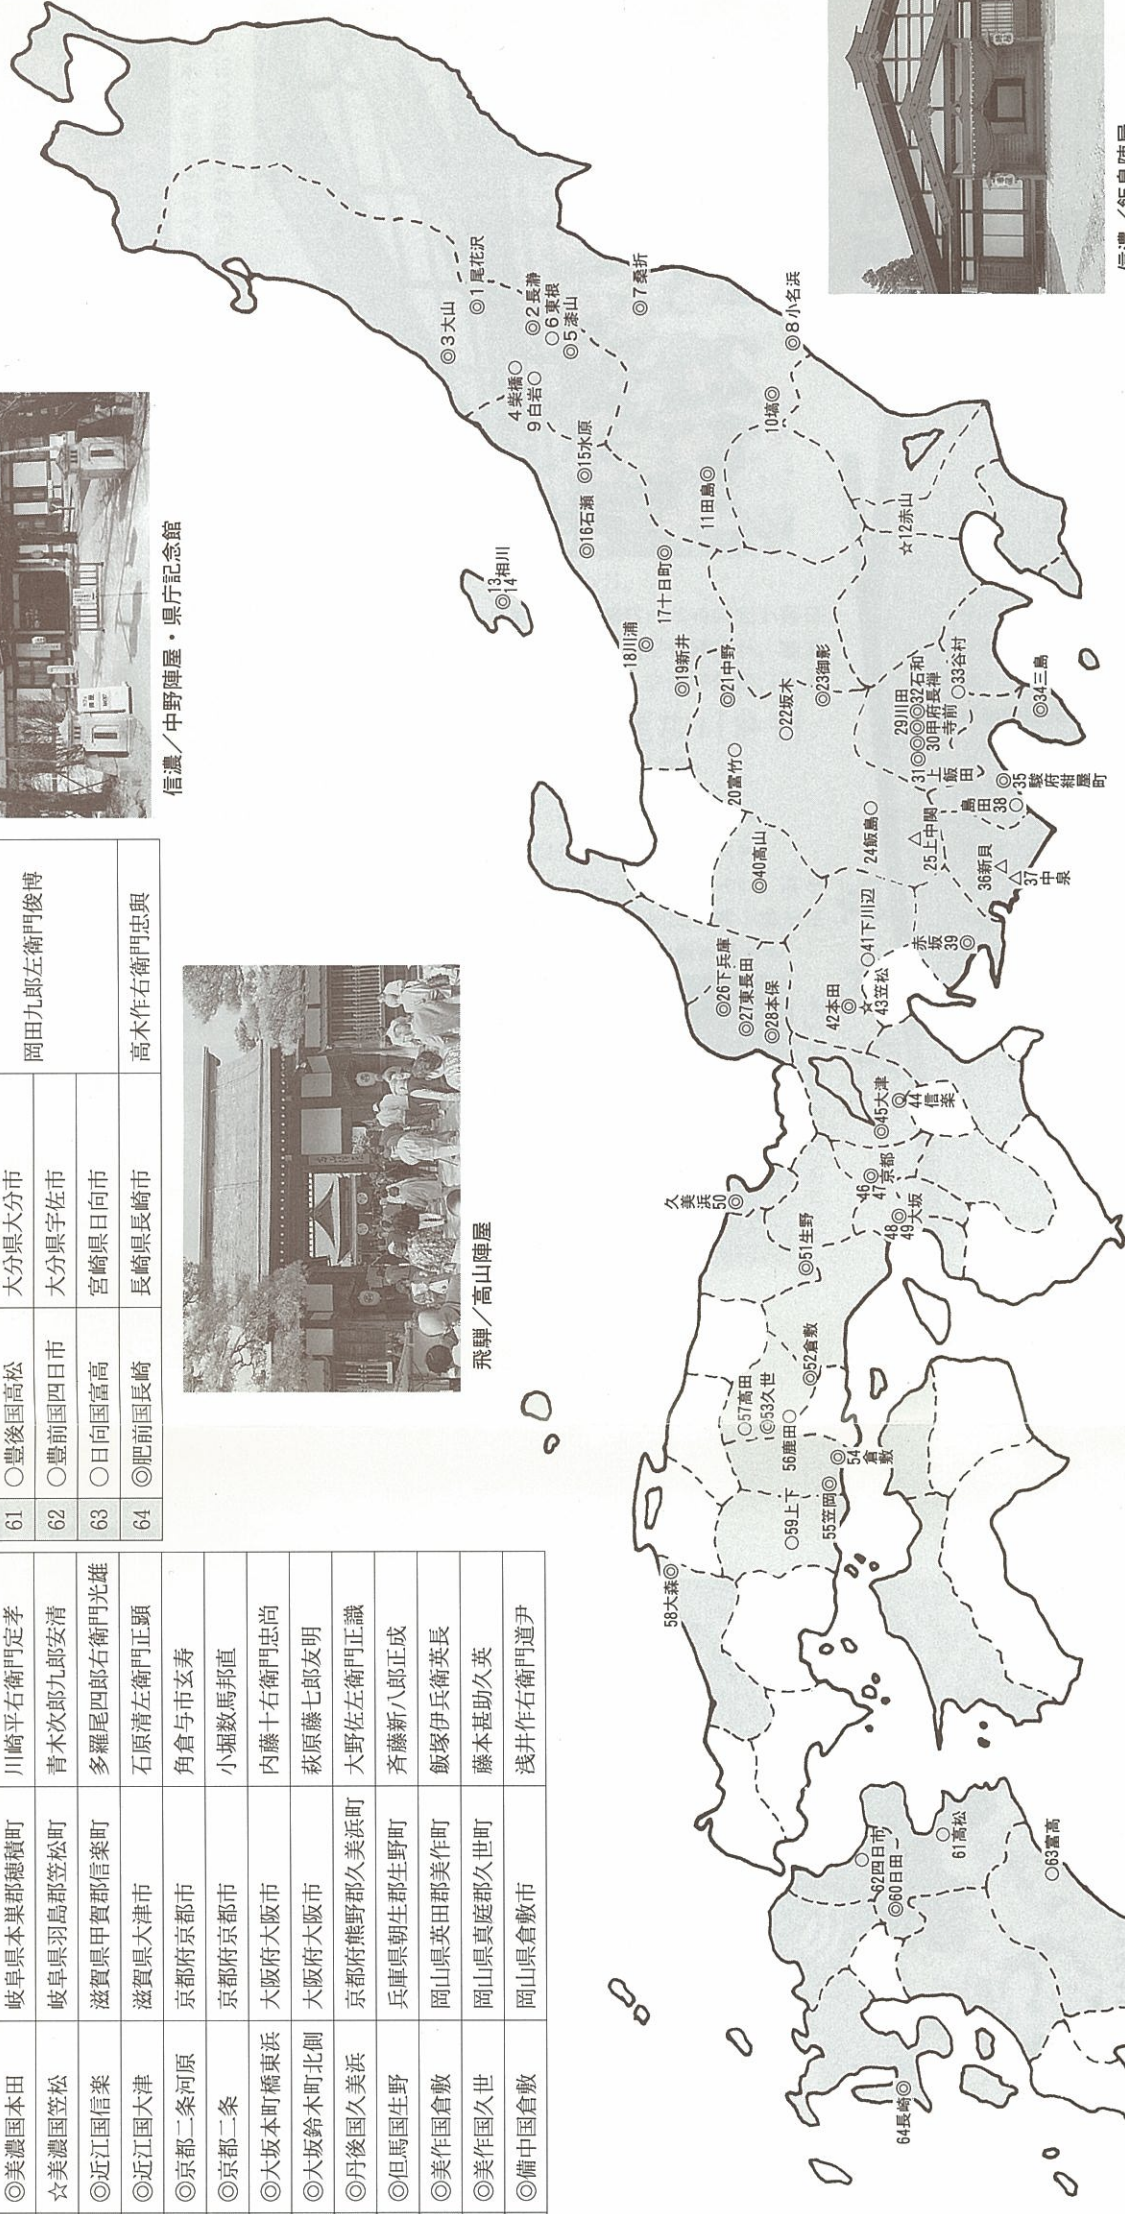 ◎美濃国本田 岐阜県本巣郡穂積町 川崎平右衛門定孝
☆美濃国笠松 岐阜県羽島郡笠松町 青木次郎九郎安清
◎近江国信楽 滋賀県甲賀郡信楽町 多羅尾四郎右衛門光雄
◎近江国大津 滋賀県大津市 石原清左衛門正顕
◎京都二条河原 京都府京都市 角倉与市玄寿
◎京都二条 京都府京都市 小堀数馬邦直
◎大坂本町橋東浜 大阪府大阪市 内藤十右衛門忠尚
◎大坂鈴木町北側 大阪府大阪市 萩原藤七郎友明
◎丹後国久美浜 京都府熊野郡久美浜町 大野佐左衛門正識
◎但馬国生野 兵庫県朝生郡生野町 斉藤新八郎正成
◎美作国倉敷 岡山県英田郡美作町 飯塚伊兵衛英長
◎美作国久世 岡山県真庭郡久世町 藤本甚助久英
◎備中国倉敷 岡山県倉敷市 浅井作右衛門道尹
61 ○豊後国高松 大分県大分市 岡田九郎左衛門俊博
62 ○豊前国四日市 大分県宇佐市
63 ○日向国富高 宮崎県日向市
64 ◎肥前国長崎 長崎県長崎市 高木作右衛門忠興
信濃／中野陣屋・県庁記念館
飛騨／高山陣屋
信濃／飯島陣屋
◎1尾花沢
◎2長瀞
◎3大山
4柴橋○
◎5漆山
○6東根
◎7桑折
◎8小名浜
9白岩○
10塙◎
11田島◎
☆12赤山
13
14
◎相川
◎15水原
◎16石瀬
17十日町◎
18川浦
◎
◎19新井
20富竹○
◎21中野
○22坂木
◎23御影
24飯島○
25上中関
△
◎26下兵庫
◎27東長田
◎28本保
29川田
30甲府長禅
寺前
31◎◎◎◎32石和
上
飯
田
○33谷村
◎34三島
◎35
駿府紺屋町
36新貝
△
△
37
中
泉
島
田
38
○
赤
坂
39
◎
◎40高山
○41下川辺
42本田
◎
☆
43笠松
◎
44
信
楽
◎45大津
46◎
47京都
48◎
49大坂
久
美
浜
50
◎
◎51生野
◎52倉敷
◎53久世
◎
54
倉
敷
55笠岡◎
56鹿田○
○57高田
58大森◎
○59上下
◎60日田
61高松
○
○
62四日市
○63富高
64長崎◎